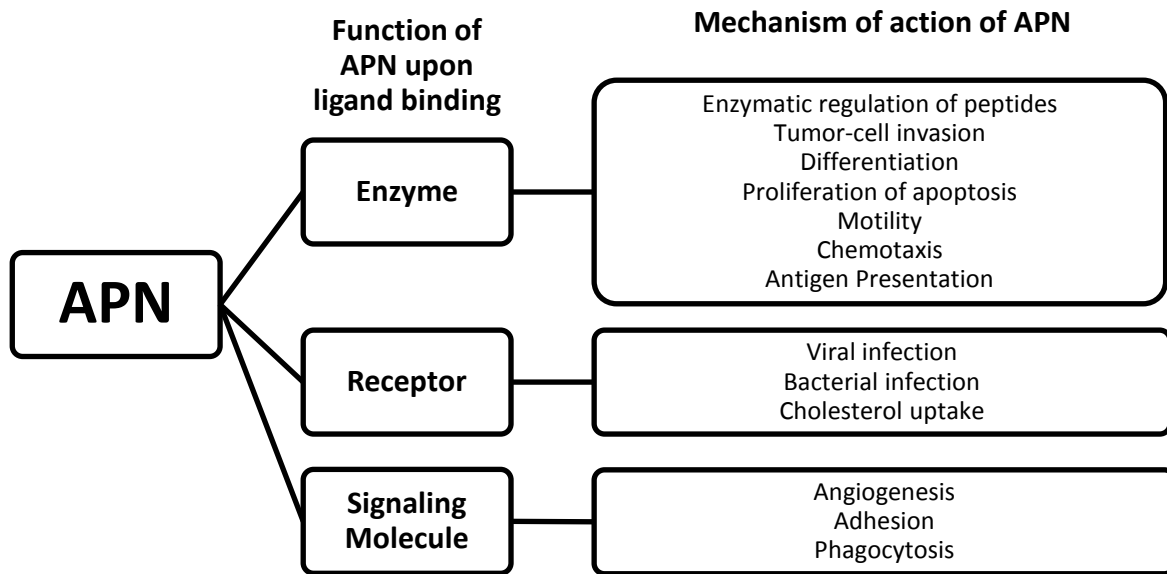 Function of
APN upon
ligand binding
Mechanism of action of APN
APN
Enzyme
Enzymatic regulation of peptides
Tumor-cell invasion
Differentiation
Proliferation of apoptosis
Motility
Chemotaxis
Antigen Presentation
Receptor
Viral infection
Bacterial infection
Cholesterol uptake
Signaling
Molecule
Angiogenesis
Adhesion
Phagocytosis